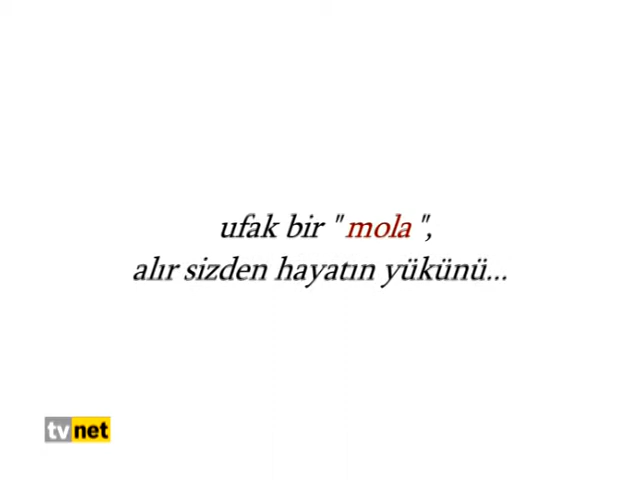 ufak bir " mola ",
alır sizden hayatın yükünü...
tvnet